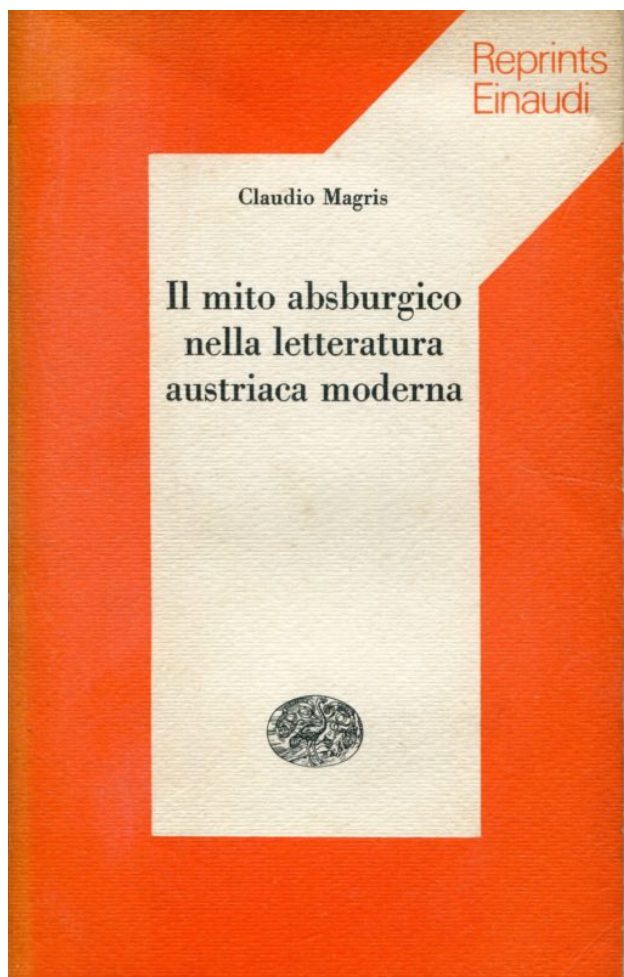 Reprints
Einaudi
Claudio Magris
Il mito absburgico
nella letteratura
austriaca moderna